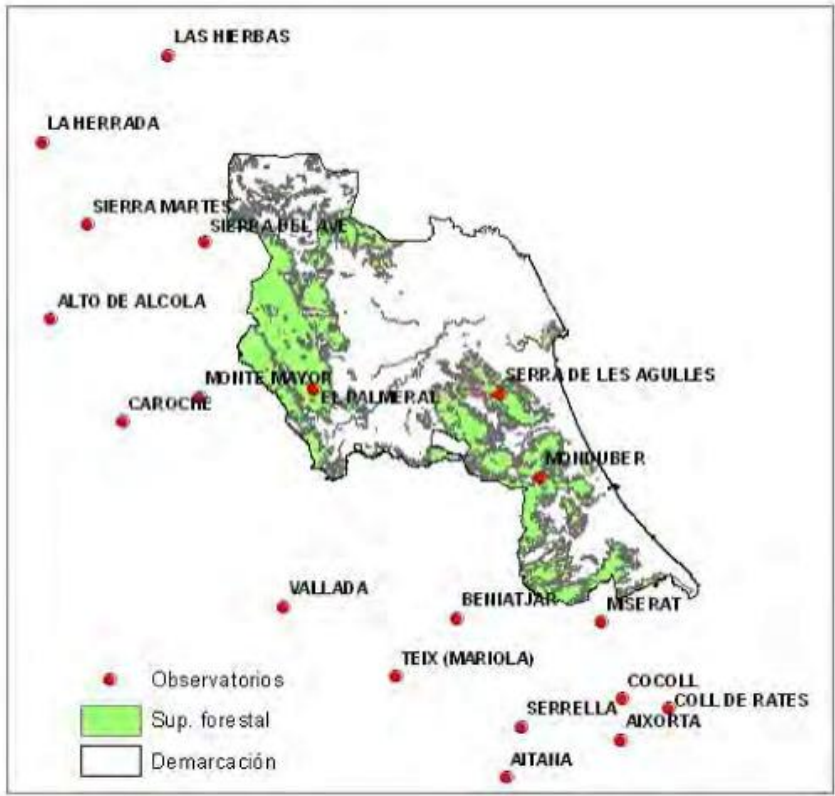 LAS HIERBAS
LA HERRADA
SIERRA MARTES
SIERRA DEL AVE
ALTO DE ALCOLA
MONTE MAYOR
SERRA DE LES AGULLES
EL PALMERAL
CAROCHE
MONDUBER
VALLADA
BENIATJAR
MSERAT
TEIX (MARIOLA)
Observatorios
COCOLL
COLL DE RATES
SERRELLA
Sup. forestal
AIXORTA
Demarcación
AITANA